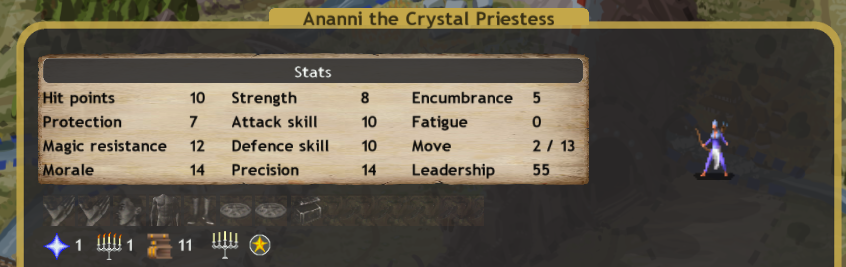 Ananni the Crystal Priestess
Stats
Hit points 10 Strength 8 Encumbrance 5
Protection 7 Attack skill 10 Fatigue 0
Magic resistance 12 Defence skill 10 Move 2 / 13
Morale 14 Precision 14 Leadership 55
1 1 11